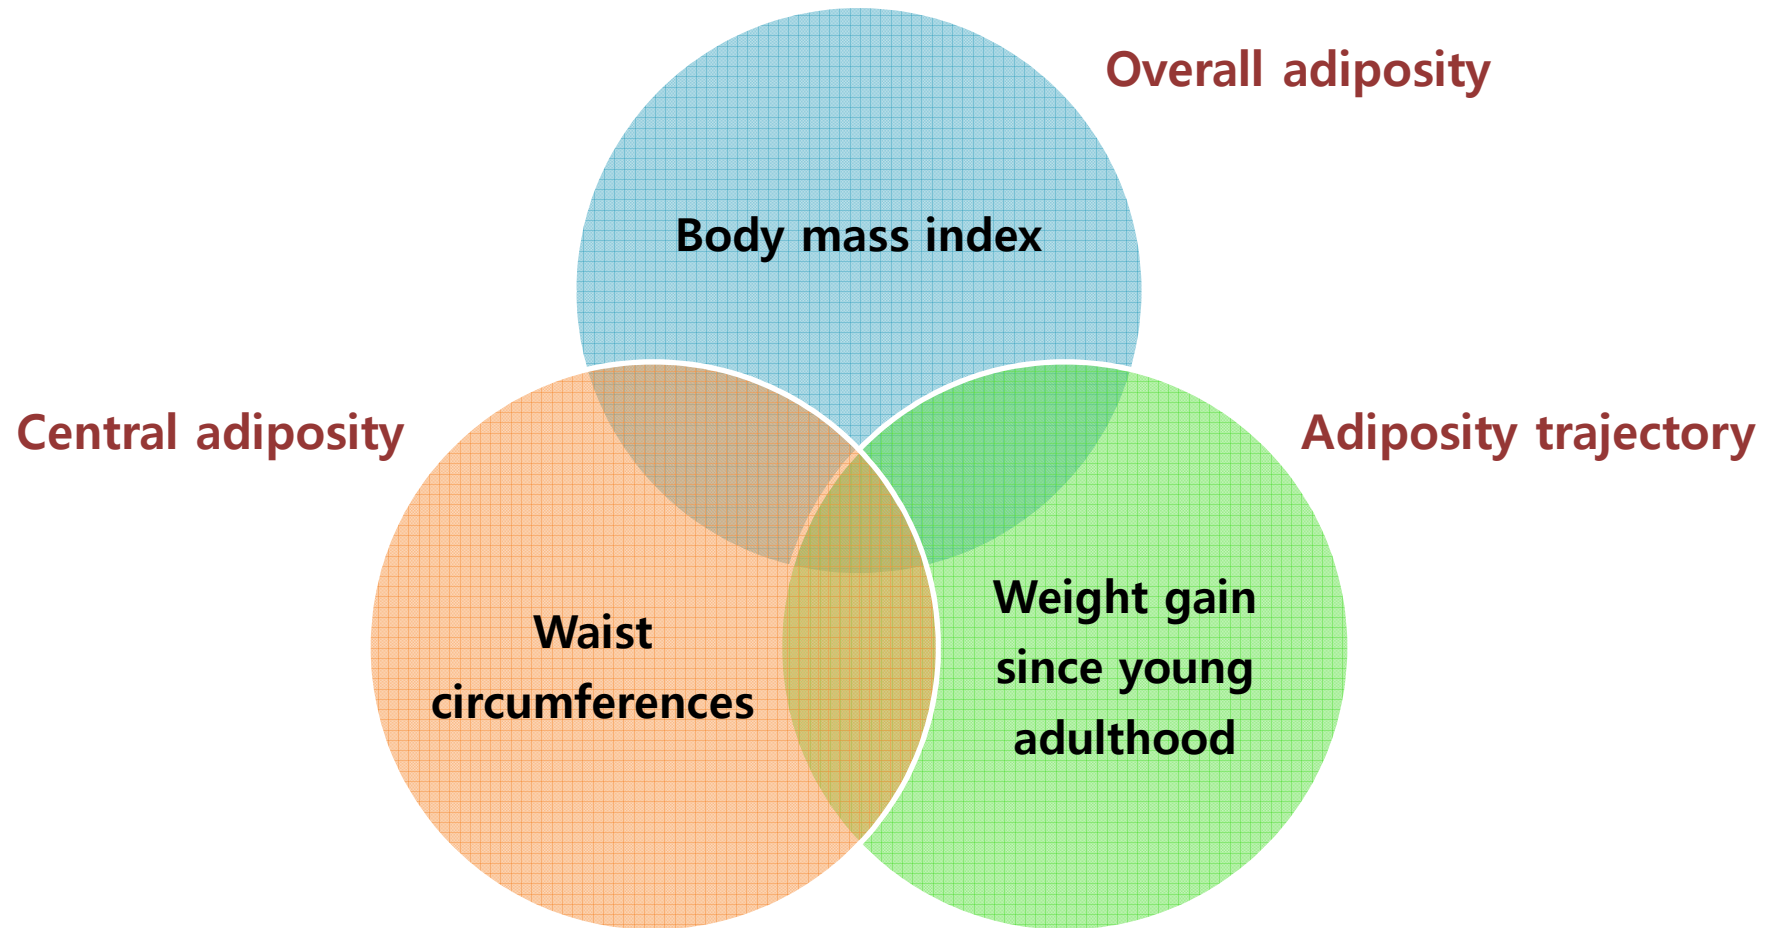 Overall adiposity
Body mass index
Central adiposity
Adiposity trajectory
Waist
circumferences
Weight gain
since young
adulthood